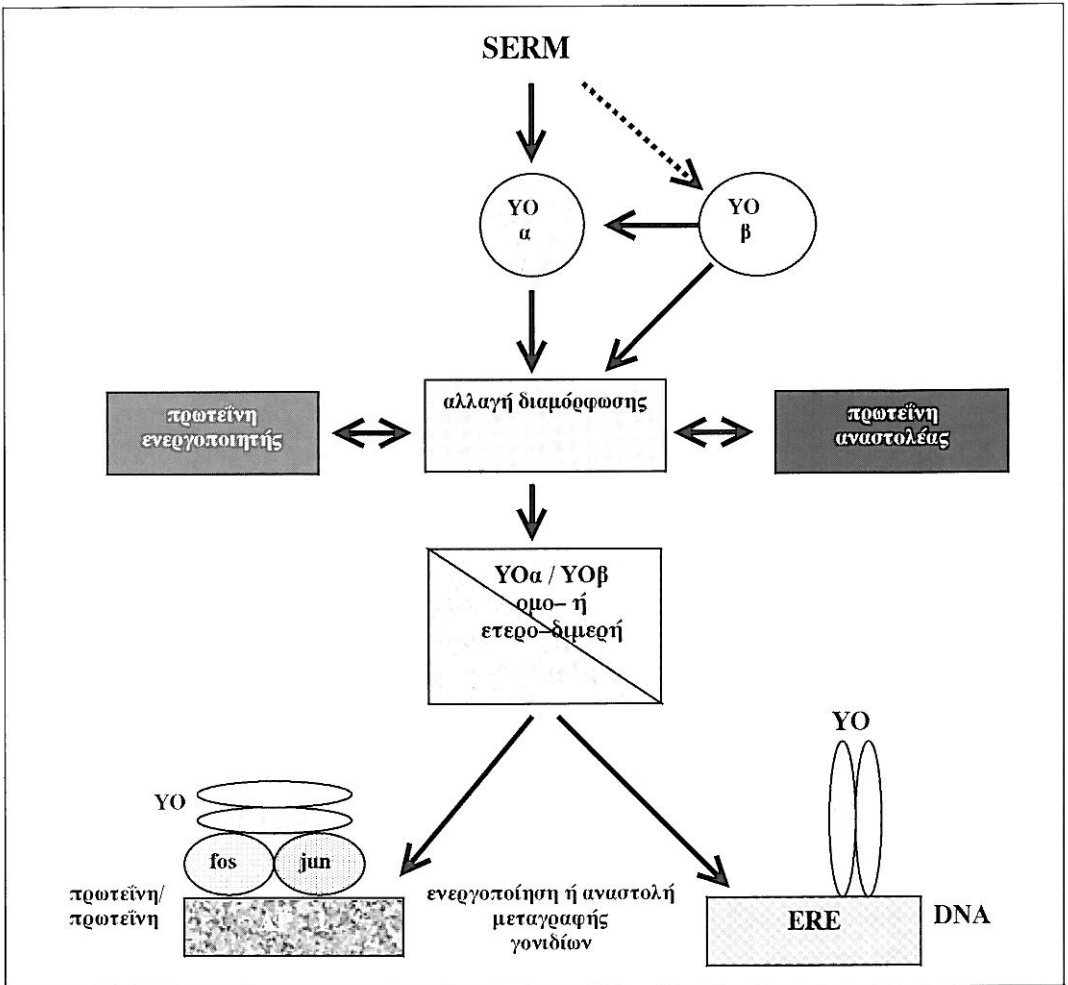 SERM
ΥΟ
α
ΥΟ
β
πρωτεΐνη
ενεργοποιητής
αλλαγή διαμόρφωσης
πρωτεΐνη
αναστολέας
ΥΟα / ΥΟβ
ομο– ή
ετερο–διμερή
ΥΟ
ΥΟ
fos
jun
πρωτεΐνη/
πρωτεΐνη
ενεργοποίηση ή αναστολή
μεταγραφής
γονιδίων
ERE
DNA